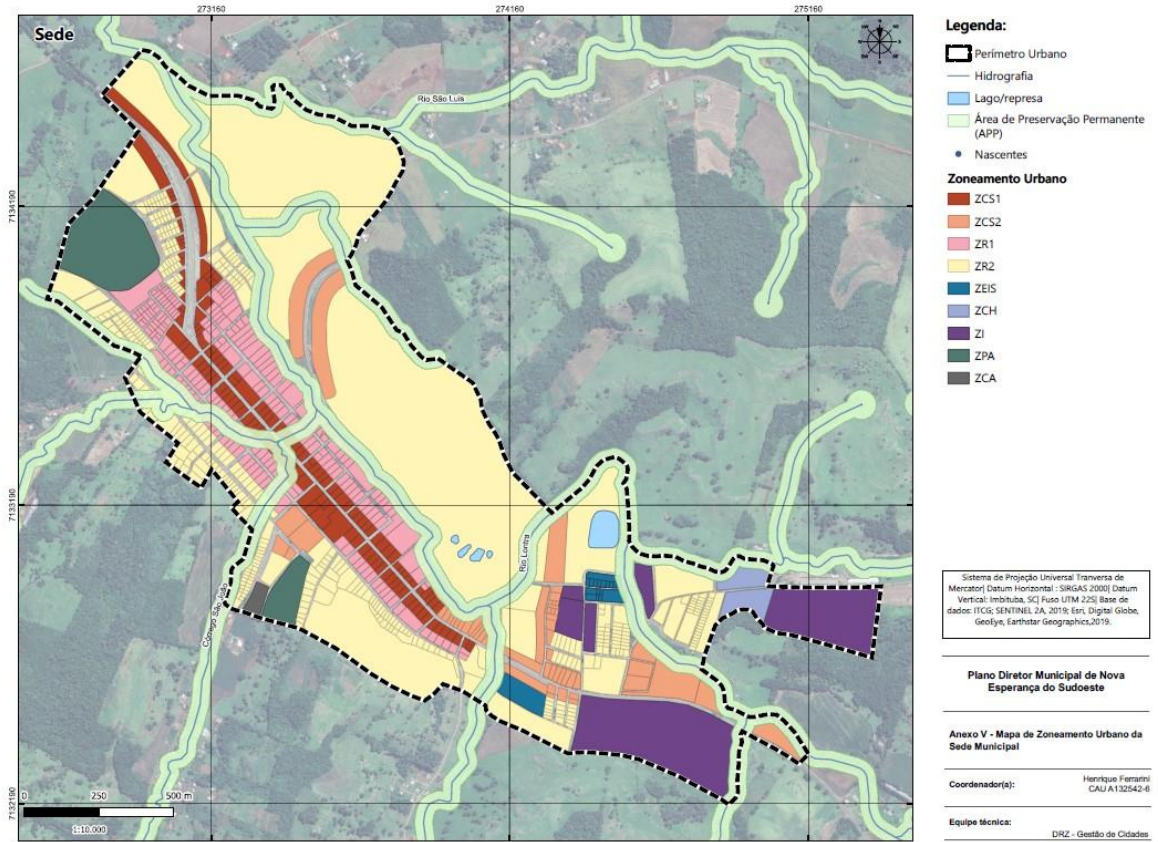 273160
274160
275160
Sede
N
Rio São Luis
7134190
7133190
Rio Lontra
Córrego São João
7132190
0 250 500 m
1:10.000
Legenda:
Perímetro Urbano
Hidrografia
Lago/represa
Área de Preservação Permanente
(APP)
Nascentes
Zoneamento Urbano
ZCS1
ZCS2
ZR1
ZR2
ZEIS
ZCH
ZI
ZPA
ZCA
Sistema de Projeção Universal Tranversa de
Mercator| Datum Horizontal : SIRGAS 2000| Datum
Vertical: Imbituba, SC| Fuso UTM 22S| Base de
dados: ITCG; SENTINEL 2A, 2019; Esri, Digital Globe,
GeoEye, Earthstar Geographics,2019.
Plano Diretor Municipal de Nova
Esperança do Sudoeste
Anexo V - Mapa de Zoneamento Urbano da
Sede Municipal
Coordenador(a): Henrique Ferrarini
CAU A132542-6
Equipe técnica:
DRZ - Gestão de Cidades